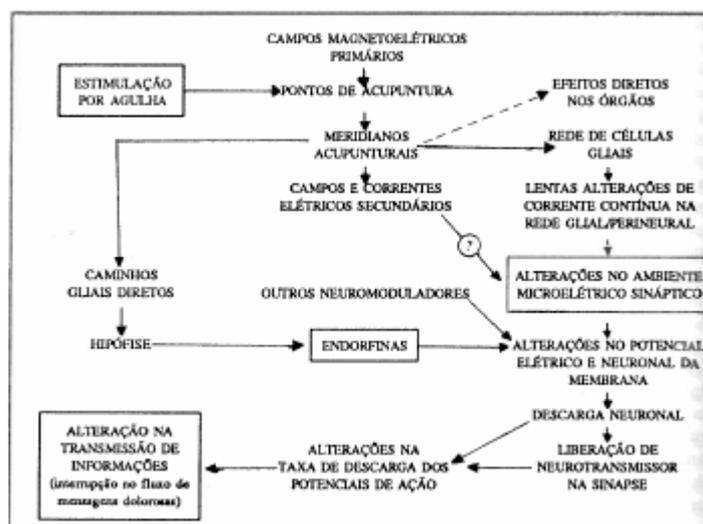 CAMPOS MAGNETOELÉTRICOS
PRIMÁRIOS
ESTIMULAÇÃO
POR AGULHA
PONTOS DE ACUPUNTURA
EFEITOS DIRETOS
NOS ÓRGÃOS
MERIDIANOS
ACUPUNTURAIS
REDE DE CÉLULAS
GLIAIS
CAMPOS E CORRENTES
ELÉTRICOS SECUNDÁRIOS
LENTAS ALTERAÇÕES DE
CORRENTE CONTÍNUA NA
REDE GLIAL/PERINEURAL
?
CAMINHOS
GLIAIS DIRETOS
OUTROS NEUROMODULADORES
ALTERAÇÕES NO AMBIENTE
MICROELÉTRICO SINÁPTICO
HIPÓFISE
ENDORFINAS
ALTERAÇÕES NO POTENCIAL
ELÉTRICO E NEURONAL DA
MEMBRANA
DESCARGA NEURONAL
ALTERAÇÃO NA
TRANSMISSÃO DE
INFORMAÇÕES
(interrupção no fluxo de
mensagens dolorosas)
ALTERAÇÕES NA
TAXA DE DESCARGA DOS
POTENCIAIS DE AÇÃO
LIBERAÇÃO DE
NEUROTRANSMISSOR
NA SINAPSE